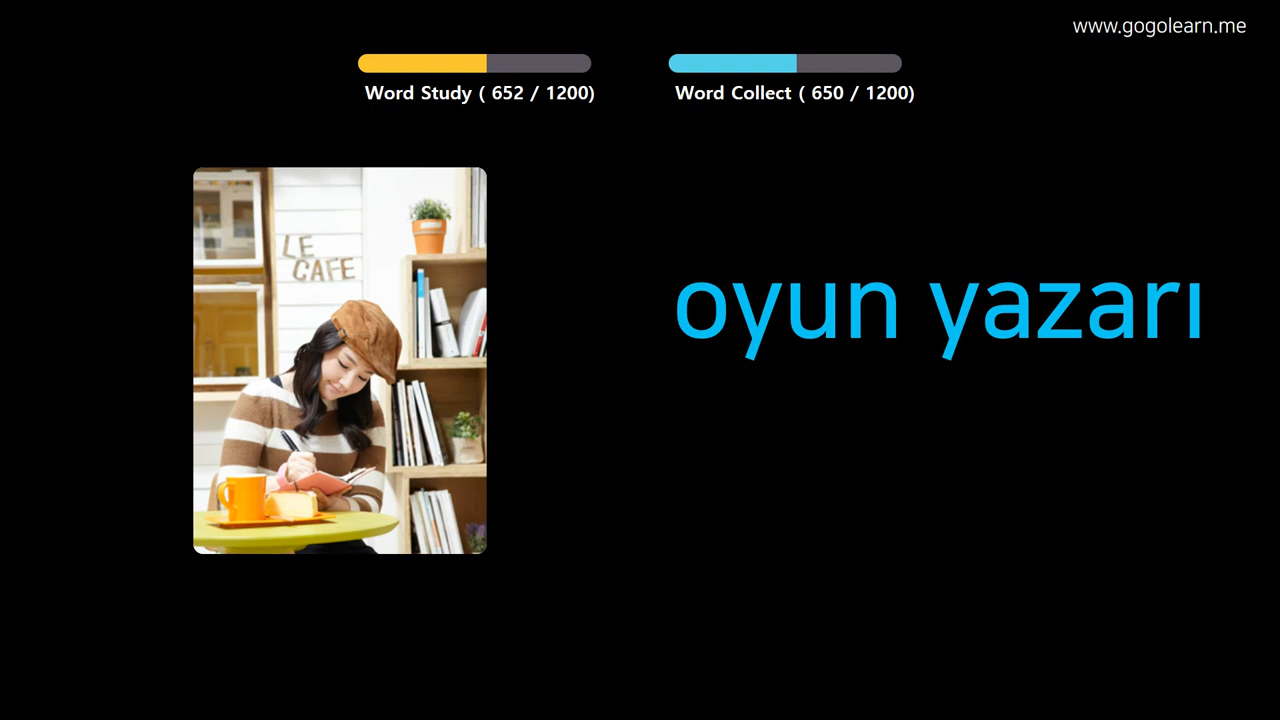 www.gogolearn.me
Word Study ( 652 / 1200)
Word Collect ( 650 / 1200)
LE
CAFE
oyun yazarı